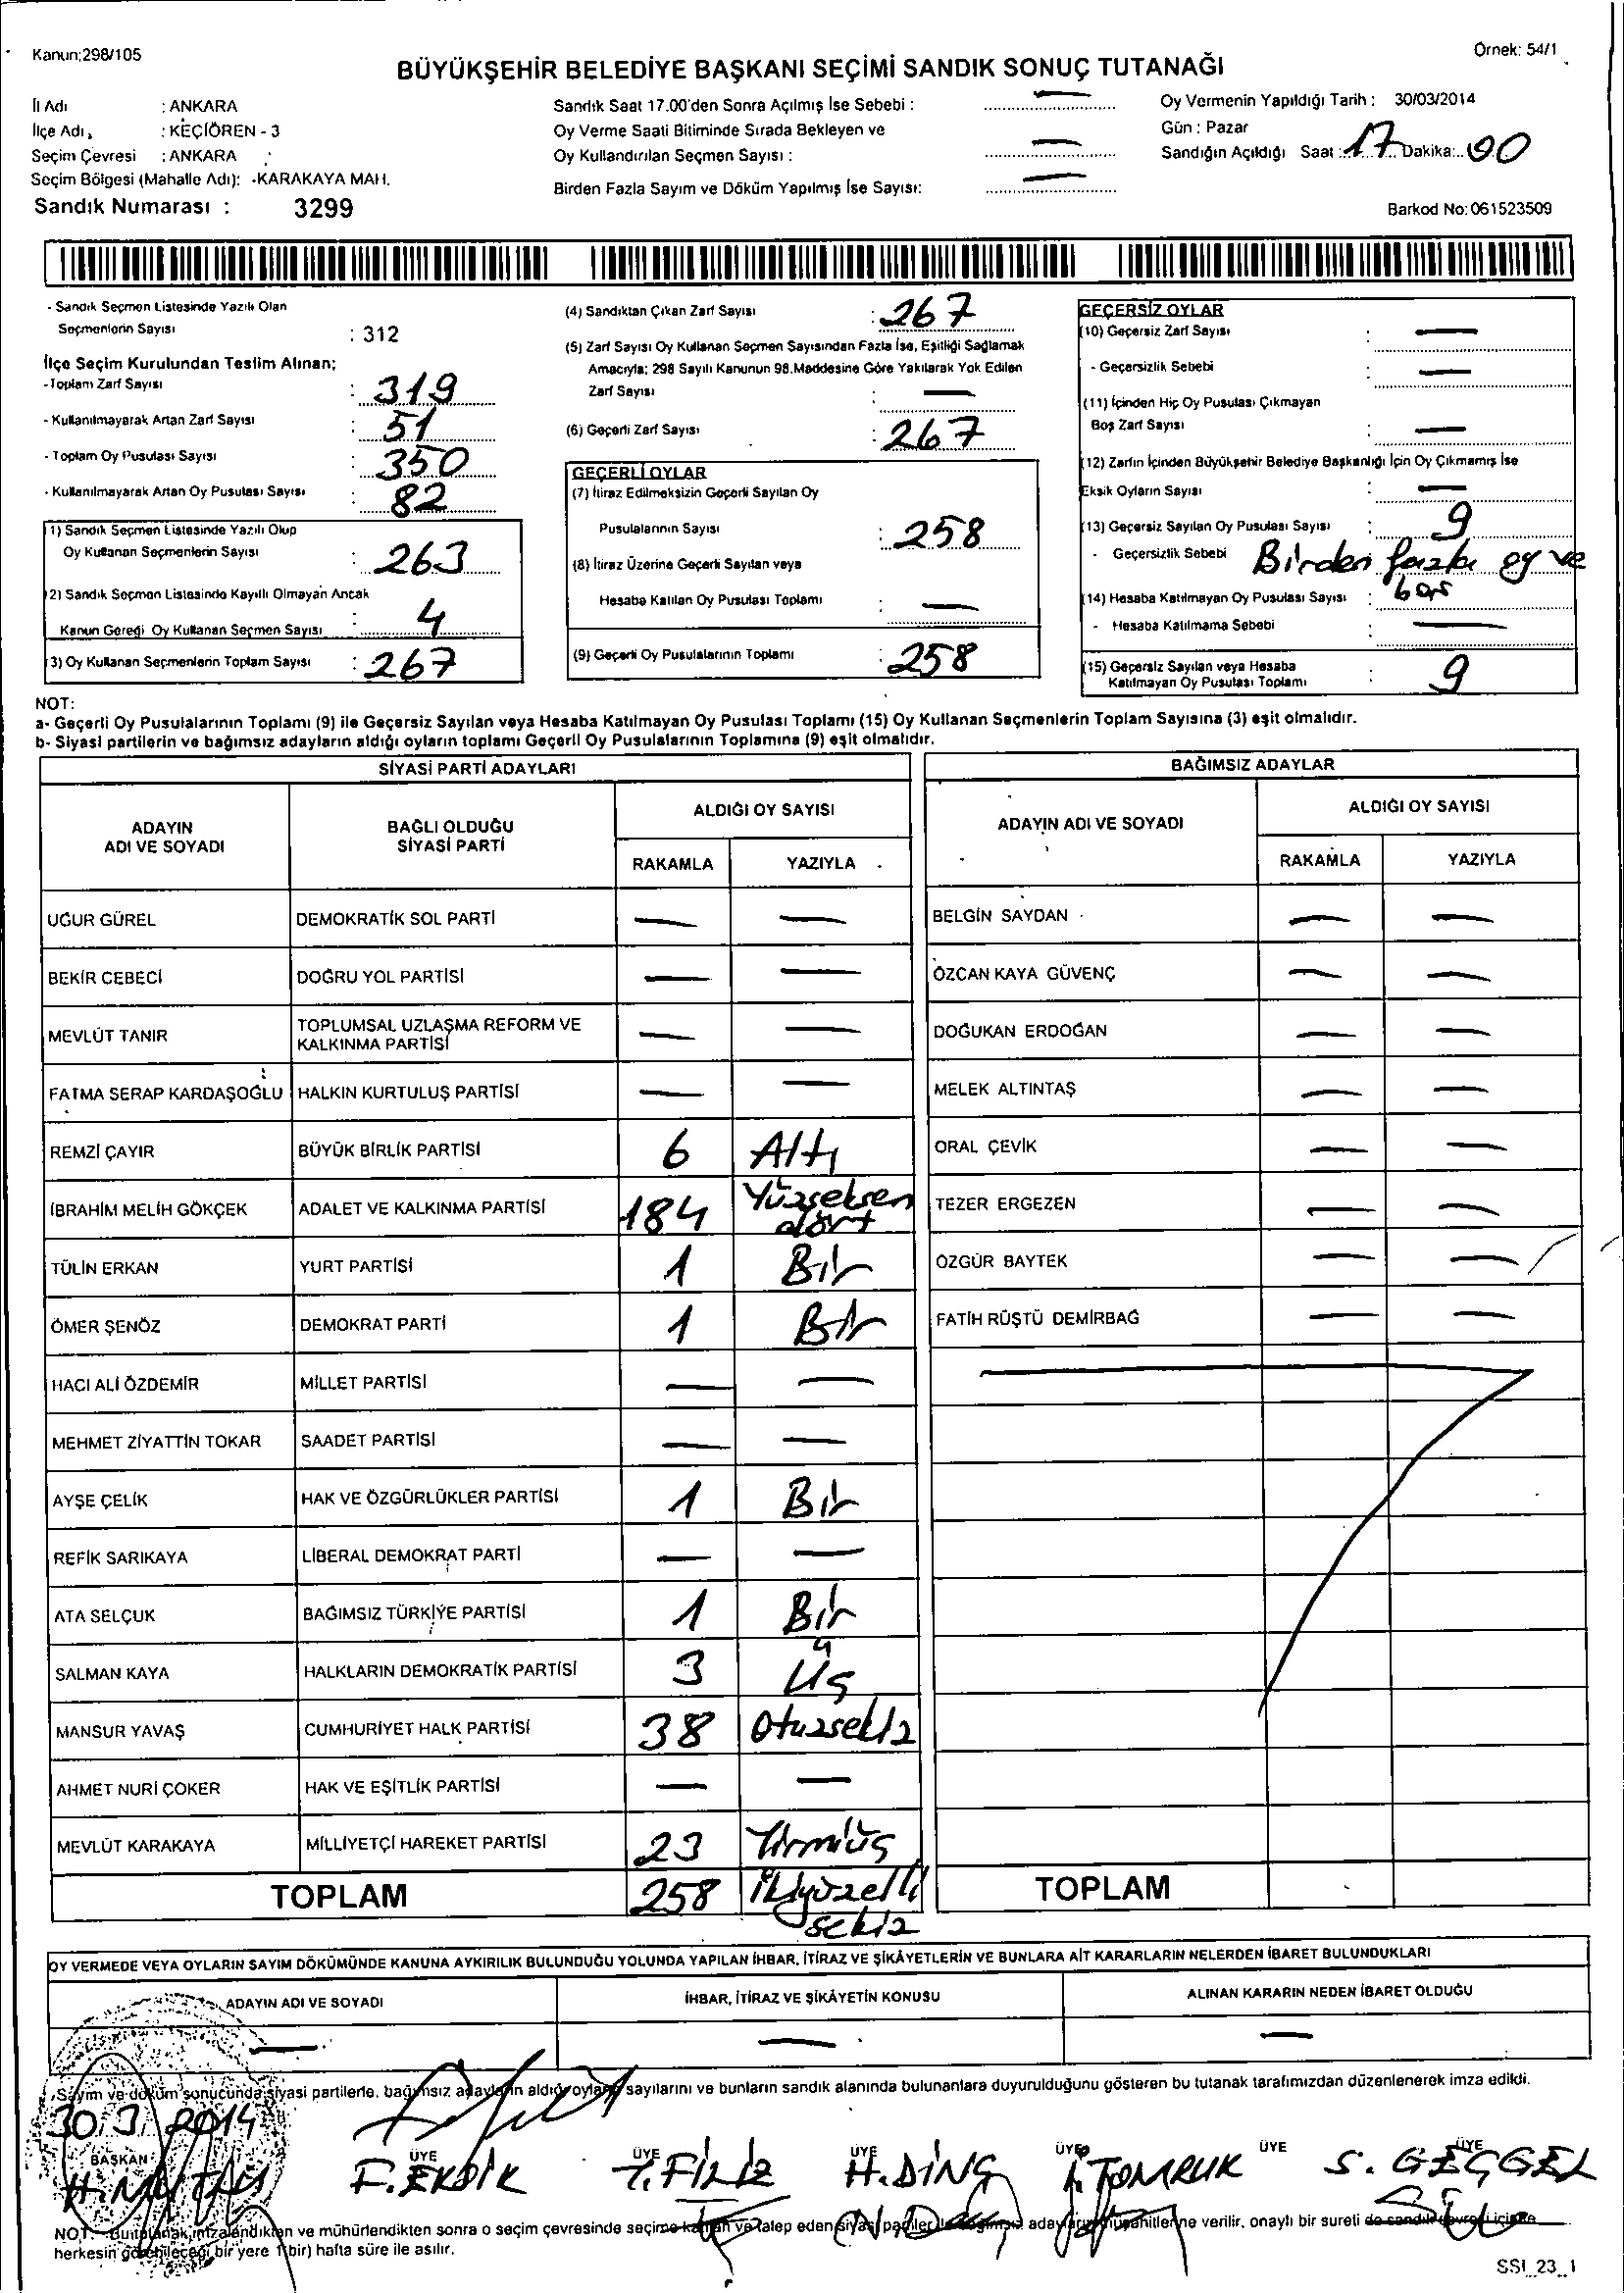 Kanun:298/105
Örnek: 54/1
BÜYÜKŞEHİR BELEDİYE BAŞKANI SEÇİMİ SANDIK SONUÇ TUTANAĞI
İl Adı : ANKARA
İlçe Adı : KEÇİÖREN - 3
Seçim Çevresi : ANKARA
Seçim Bölgesi (Mahalle Adı): -KARAKAYA MAH.
Sandık Numarası : 3299
Sandık Saat 17.00'den Sonra Açılmış İse Sebebi : —
Oy Verme Saati Bitiminde Sırada Bekleyen ve
Oy Kullandırılan Seçmen Sayısı : —
Birden Fazla Sayım ve Döküm Yapılmış İse Sayısı: —
Oy Vermenin Yapıldığı Tarih : 30/03/2014
Gün : Pazar
Sandığın Açıldığı Saat : 17 Dakika: 00
Barkod No: 061523509
- Sandık Seçmen Listesinde Yazılı Olan
Seçmenlerin Sayısı : 312
İlçe Seçim Kurulundan Teslim Alınan;
- Toplam Zarf Sayısı : 319
- Kullanılmayarak Artan Zarf Sayısı : 51
- Toplam Oy Pusulası Sayısı : 350
- Kullanılmayarak Artan Oy Pusulası Sayısı : 82
(1) Sandık Seçmen Listesinde Yazılı Olup
Oy Kullanan Seçmenlerin Sayısı : 263
(2) Sandık Seçmen Listesinde Kayıtlı Olmayan Ancak
Kanun Gereği Oy Kullanan Seçmen Sayısı : 4
(3) Oy Kullanan Seçmenlerin Toplam Sayısı : 267
(4) Sandıktan Çıkan Zarf Sayısı : 267
(5) Zarf Sayısı Oy Kullanan Seçmen Sayısından Fazla İse, Eşitliği Sağlamak
Amacıyla; 298 Sayılı Kanunun 98.Maddesine Göre Yakılarak Yok Edilen
Zarf Sayısı : —
(6) Geçerli Zarf Sayısı : 267
GEÇERLİ OYLAR
(7) İtiraz Edilmeksizin Geçerli Sayılan Oy
Pusulalarının Sayısı : 258
(8) İtiraz Üzerine Geçerli Sayılan veya
Hesaba Katılan Oy Pusulası Toplamı : —
(9) Geçerli Oy Pusulalarının Toplamı : 258
GEÇERSİZ OYLAR
(10) Geçersiz Zarf Sayısı : —
- Geçersizlik Sebebi : —
(11) İçinden Hiç Oy Pusulası Çıkmayan
Boş Zarf Sayısı : —
(12) Zarfın İçinden Büyükşehir Belediye Başkanlığı İçin Oy Çıkmamış İse
Eksik Oyların Sayısı : —
(13) Geçersiz Sayılan Oy Pusulası Sayısı : 9
- Geçersizlik Sebebi Birden fazla oy ve
boş
(14) Hesaba Katılmayan Oy Pusulası Sayısı :
- Hesaba Katılmama Sebebi : —
(15) Geçersiz Sayılan veya Hesaba
Katılmayan Oy Pusulası Toplamı : 9
NOT:
a- Geçerli Oy Pusulalarının Toplamı (9) ile Geçersiz Sayılan veya Hesaba Katılmayan Oy Pusulası Toplamı (15) Oy Kullanan Seçmenlerin Toplam Sayısına (3) eşit olmalıdır.
b- Siyasi partilerin ve bağımsız adayların aldığı oyların toplamı Geçerli Oy Pusulalarının Toplamına (9) eşit olmalıdır.
SİYASİ PARTİ ADAYLARI
ADAYIN ADI VE SOYADI
BAĞLI OLDUĞU SİYASİ PARTİ
ALDIĞI OY SAYISI
RAKAMLA YAZIYLA
UĞUR GÜREL DEMOKRATİK SOL PARTİ — —
BEKİR CEBECİ DOĞRU YOL PARTİSİ — —
MEVLÜT TANIR TOPLUMSAL UZLAŞMA REFORM VE KALKINMA PARTİSİ — —
FATMA SERAP KARDAŞOĞLU HALKIN KURTULUŞ PARTİSİ — —
REMZİ ÇAYIR BÜYÜK BİRLİK PARTİSİ 6 Altı
İBRAHİM MELİH GÖKÇEK ADALET VE KALKINMA PARTİSİ 184 Yüzseksen dört
TÜLİN ERKAN YURT PARTİSİ 1 Bir
ÖMER ŞENÖZ DEMOKRAT PARTİ 1 Bir
HACI ALİ ÖZDEMİR MİLLET PARTİSİ — —
MEHMET ZİYATTİN TOKAR SAADET PARTİSİ — —
AYŞE ÇELİK HAK VE ÖZGÜRLÜKLER PARTİSİ 1 Bir
REFİK SARIKAYA LİBERAL DEMOKRAT PARTİ — —
ATA SELÇUK BAĞIMSIZ TÜRKİYE PARTİSİ 1 Bir
SALMAN KAYA HALKLARIN DEMOKRATİK PARTİSİ 3 Üç
MANSUR YAVAŞ CUMHURİYET HALK PARTİSİ 38 Otuzsekiz
AHMET NURİ ÇOKER HAK VE EŞİTLİK PARTİSİ — —
MEVLÜT KARAKAYA MİLLİYETÇİ HAREKET PARTİSİ 23 Yirmiüç
TOPLAM 258 İkiyüzelli sekiz
BAĞIMSIZ ADAYLAR
ADAYIN ADI VE SOYADI
ALDIĞI OY SAYISI
RAKAMLA YAZIYLA
BELGİN SAYDAN — —
ÖZCAN KAYA GÜVENÇ — —
DOĞUKAN ERDOĞAN — —
MELEK ALTINTAŞ — —
ORAL ÇEVİK — —
TEZER ERGEZEN — —
ÖZGÜR BAYTEK — —
FATİH RÜŞTÜ DEMİRBAĞ — —
TOPLAM
OY VERMEDE VEYA OYLARIN SAYIM DÖKÜMÜNDE KANUNA AYKIRILIK BULUNDUĞU YOLUNDA YAPILAN İHBAR, İTİRAZ VE ŞİKÂYETLERİN VE BUNLARA AİT KARARLARIN NELERDEN İBARET BULUNDUKLARI
ADAYIN ADI VE SOYADI İHBAR, İTİRAZ VE ŞİKÂYETİN KONUSU ALINAN KARARIN NEDEN İBARET OLDUĞU
— — —
Sayım ve döküm sonucunda siyasi partilerle, bağımsız adayların aldığı oyların sayılarını ve bunların sandık alanında bulunanlara duyurulduğunu gösteren bu tutanak tarafımızdan düzenlenerek imza edildi.
30/3/2014
BAŞKAN ÜYE ÜYE ÜYE ÜYE ÜYE ÜYE
F.EKDİK H.DİNÇ TOMRUK S. GEÇGEL
NOT: Bu tutanak, imzalandıktan ve mühürlendikten sonra o seçim çevresinde seçime katılan ve talep eden siyasi partiler ile bağımsız adayların müşahitlerine verilir, onaylı bir sureti de sandık çevresi içinde
herkesin görebileceği bir yere 1(bir) hafta süre ile asılır.
SSI_23_1